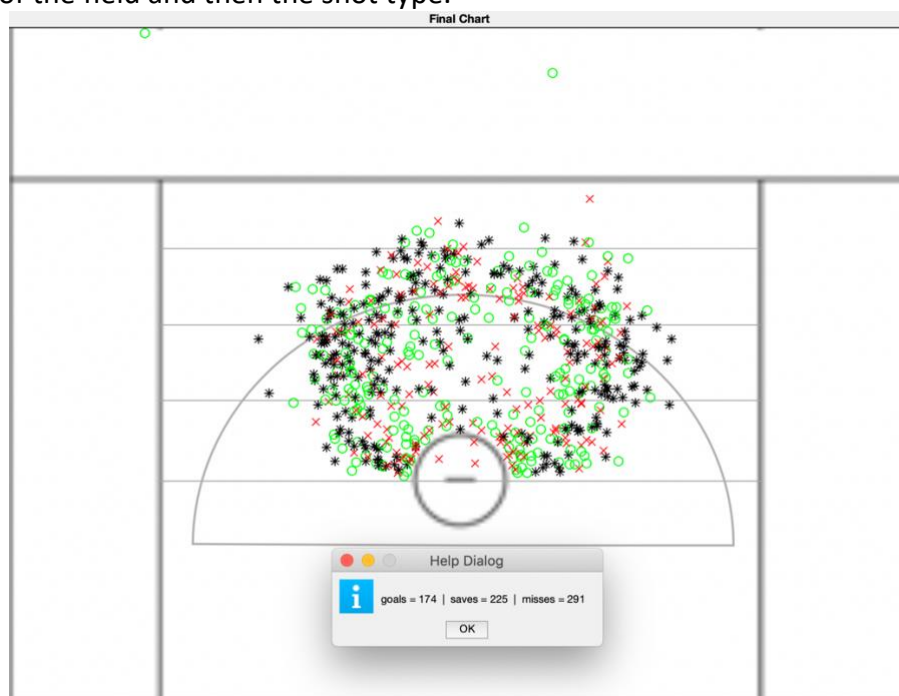 of the field and then the shot type.
Final Chart
Help Dialog
goals = 174 | saves = 225 | misses = 291
OK